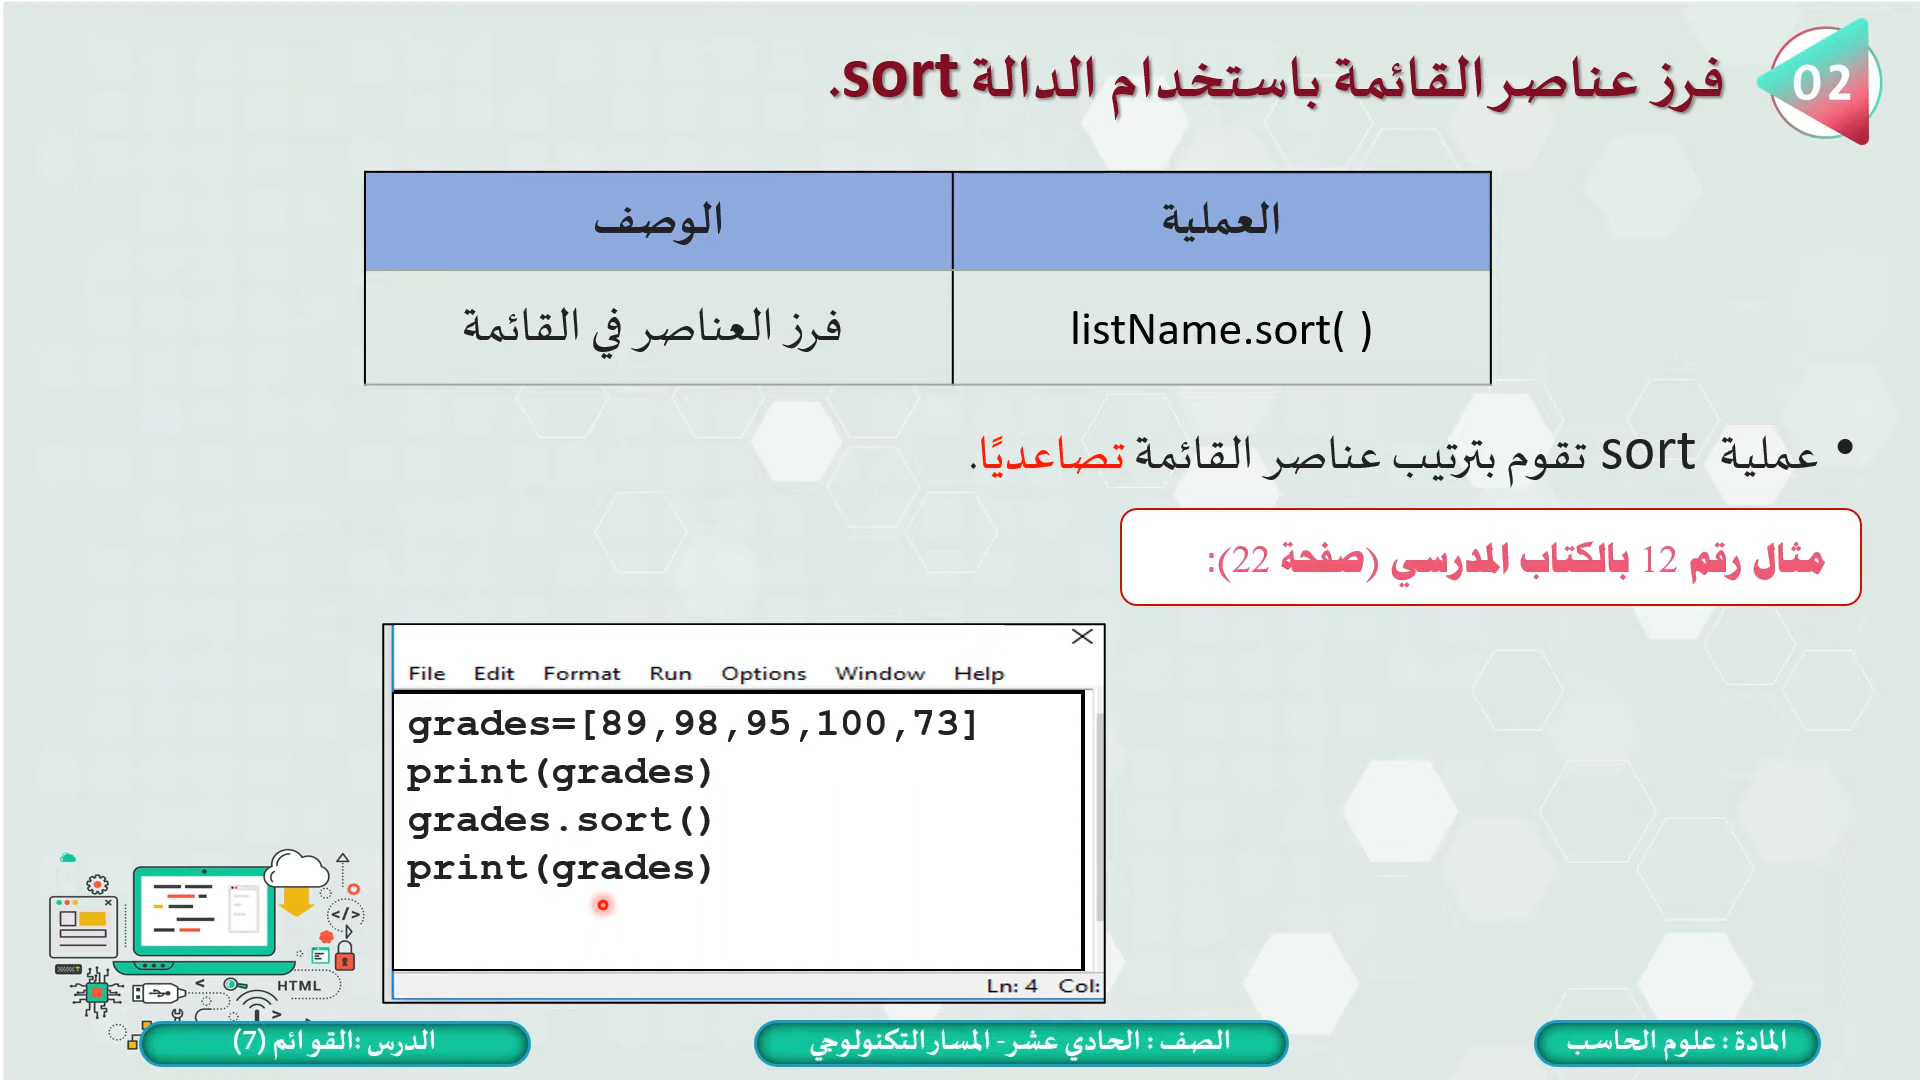 02
فرز عناصر القائمة باستخدام الدالة sort.
العملية
الوصف
listName.sort( )
فرز العناصر في القائمة
• عملية sort تقوم بترتيب عناصر القائمة تصاعديًا.
مثال رقم 12 بالكتاب المدرسي (صفحة 22):
File Edit Format Run Options Window Help
grades=[89,98,95,100,73]
print(grades)
grades.sort()
print(grades)
Ln: 4 Col:
</>
HTML
المادة : علوم الحاسب
الصف : الحادي عشر- المسار التكنولوجي
الدرس :القوائم (7)